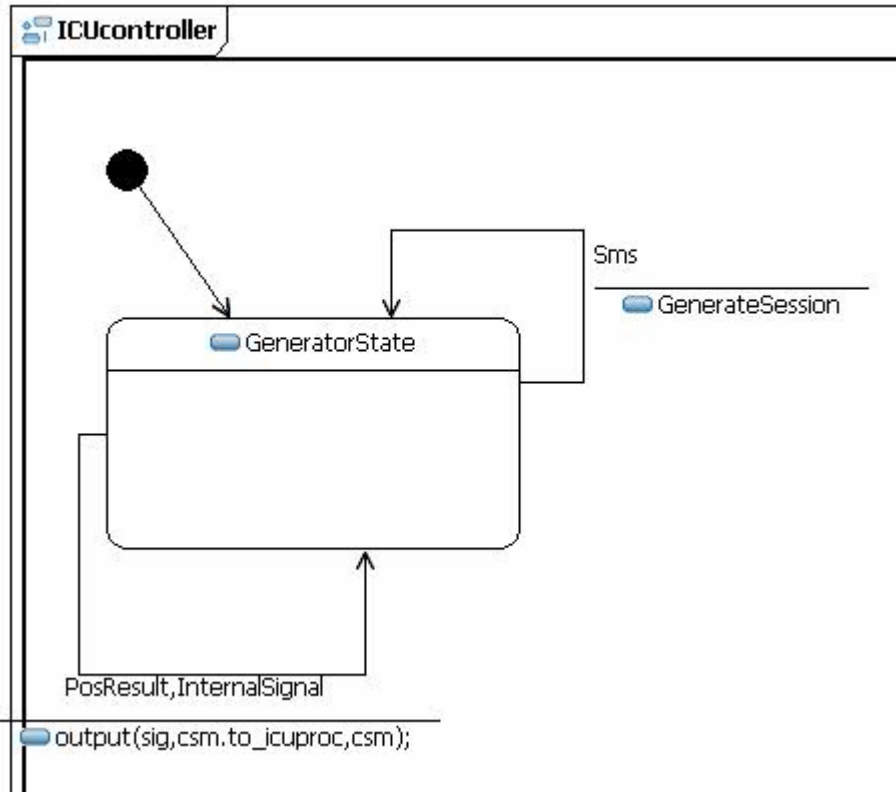 ICUcontroller
Sms
GenerateSession
GeneratorState
PosResult,InternalSignal
output(sig,csm.to_icuproc,csm);